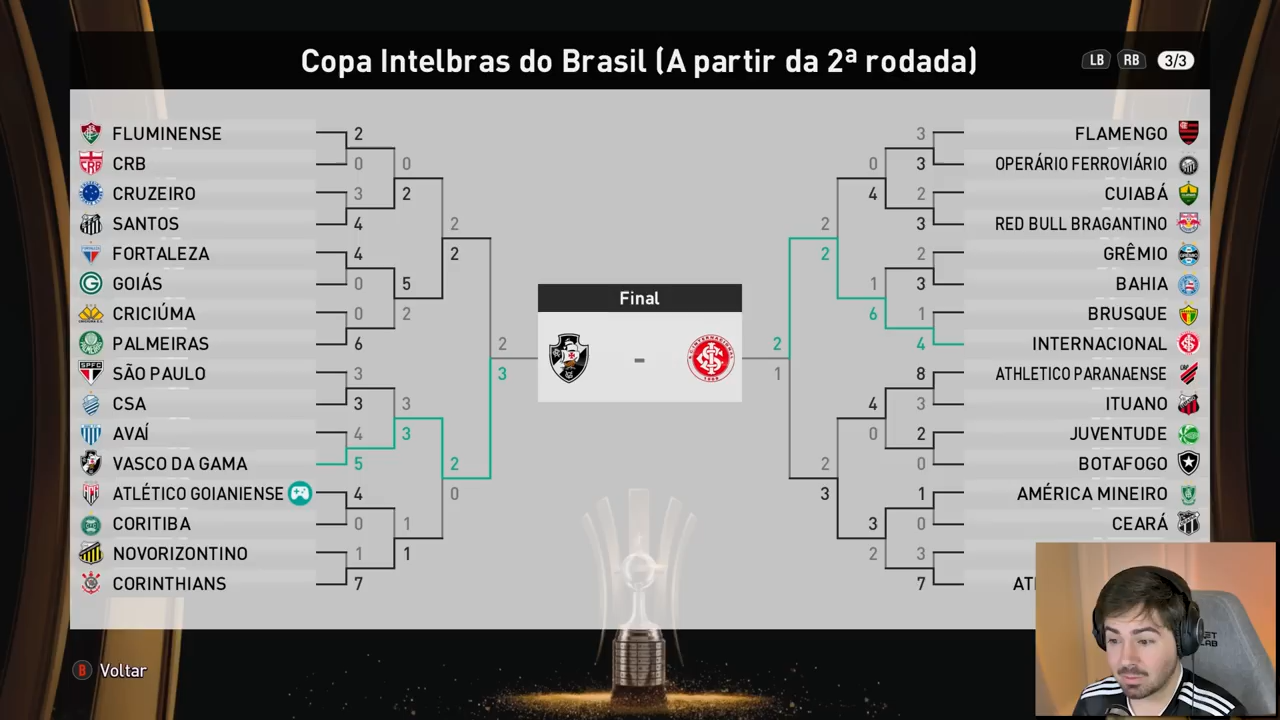 Copa Intelbras do Brasil (A partir da 2ª rodada)
LB RB 3/3
FLUMINENSE 2
CRB 0
0
2
CRUZEIRO 3
SANTOS 4
2
2
FORTALEZA 4
GOIÁS 0
5
2
CRICIÚMA 0
PALMEIRAS 6
2
3
SÃO PAULO 3
CSA 3
3
3
AVAÍ 4
VASCO DA GAMA 5
2
0
ATLÉTICO GOIANIENSE 4
CORITIBA 0
1
1
NOVORIZONTINO 1
CORINTHIANS 7
Final
-
3 FLAMENGO
3 OPERÁRIO FERROVIÁRIO
0
4
2 CUIABÁ
3 RED BULL BRAGANTINO
2
2
2 GRÊMIO
3 BAHIA
1
6
1 BRUSQUE
4 INTERNACIONAL
2
1
8 ATHLETICO PARANAENSE
3 ITUANO
4
0
2 JUVENTUDE
0 BOTAFOGO
2
3
1 AMÉRICA MINEIRO
0 CEARÁ
3
2
3
7
B Voltar